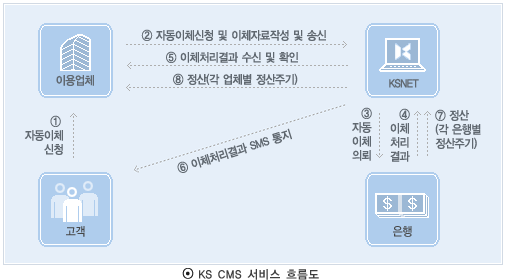 ② 자동이체신청 및 이체자료작성 및 송신
⑤ 이체처리결과 수신 및 확인
이용업체
⑧ 정산(각 업체별 정산주기)
KSNET
①
자동이체
신청
③
자동
이체
의뢰
④
이체
처리
결과
⑦ 정산
(각 은행별
정산주기)
⑥ 이체처리결과 SMS 통지
고객
$ $
은행
⊙ KS CMS 서비스 흐름도